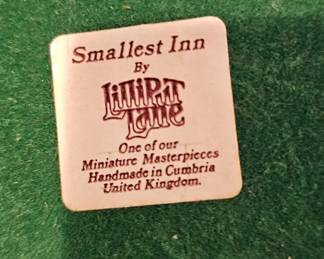 Smallest Inn
By
Lilliput
Lane
One of our
Miniature Masterpieces
Handmade in Cumbria
United Kingdom.